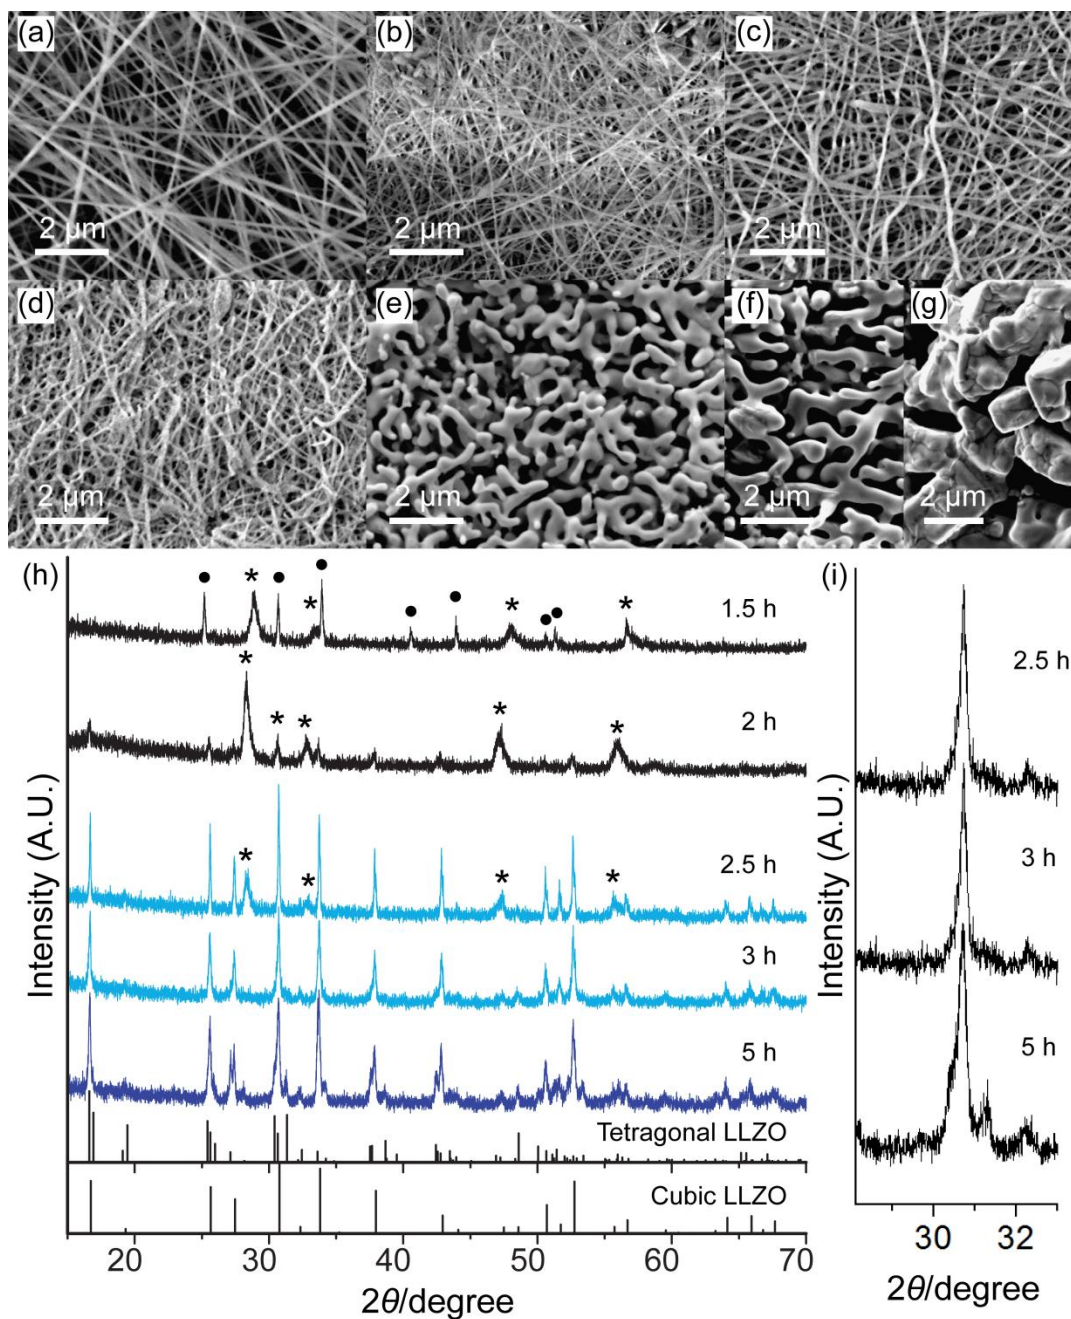 (a) (b) (c)
2 μm 2 μm 2 μm
(d) (e) (f) (g)
2 μm 2 μm 2 μm 2 μm
(h) (i)
● * ● * ● ● ● * ● ● * 1.5 h
* * * * * 2 h
* * * * 2.5 h
3 h
5 h
Tetragonal LLZO
Cubic LLZO
Intensity (A.U.)
20 30 40 50 60 70
2θ/degree
2.5 h
3 h
5 h
Intensity (A.U.)
30 32
2θ/degree